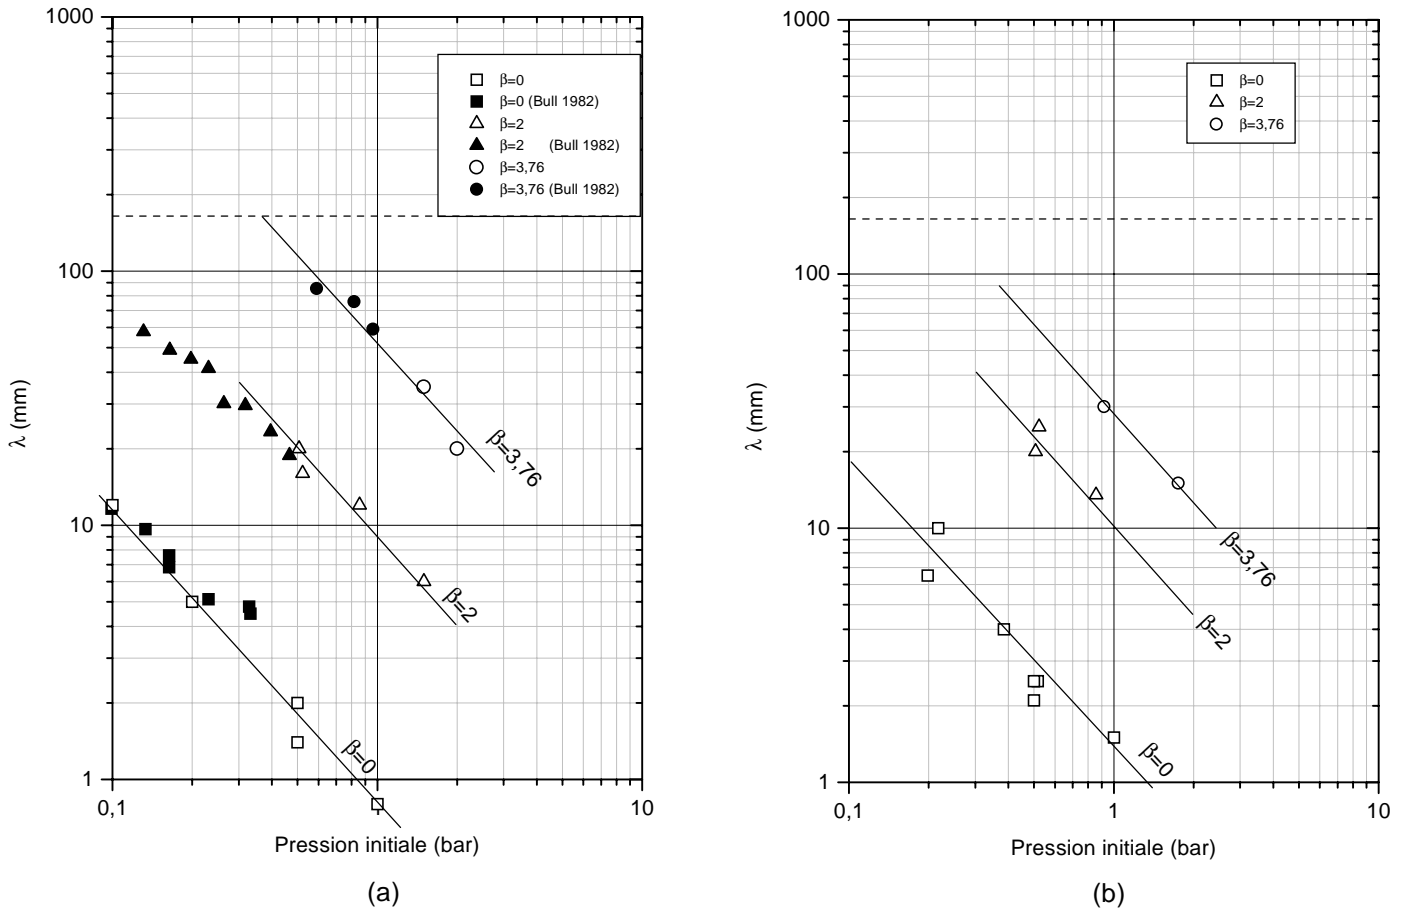 1000
100
10
1
0,1
1
10
λ (mm)
Pression initiale (bar)
β=0
β=0 (Bull 1982)
β=2
β=2 (Bull 1982)
β=3,76
β=3,76 (Bull 1982)
β=3,76
β=2
β=0
(a)
1000
100
10
1
0,1
1
10
λ (mm)
Pression initiale (bar)
β=0
β=2
β=3,76
β=3,76
β=2
β=0
(b)